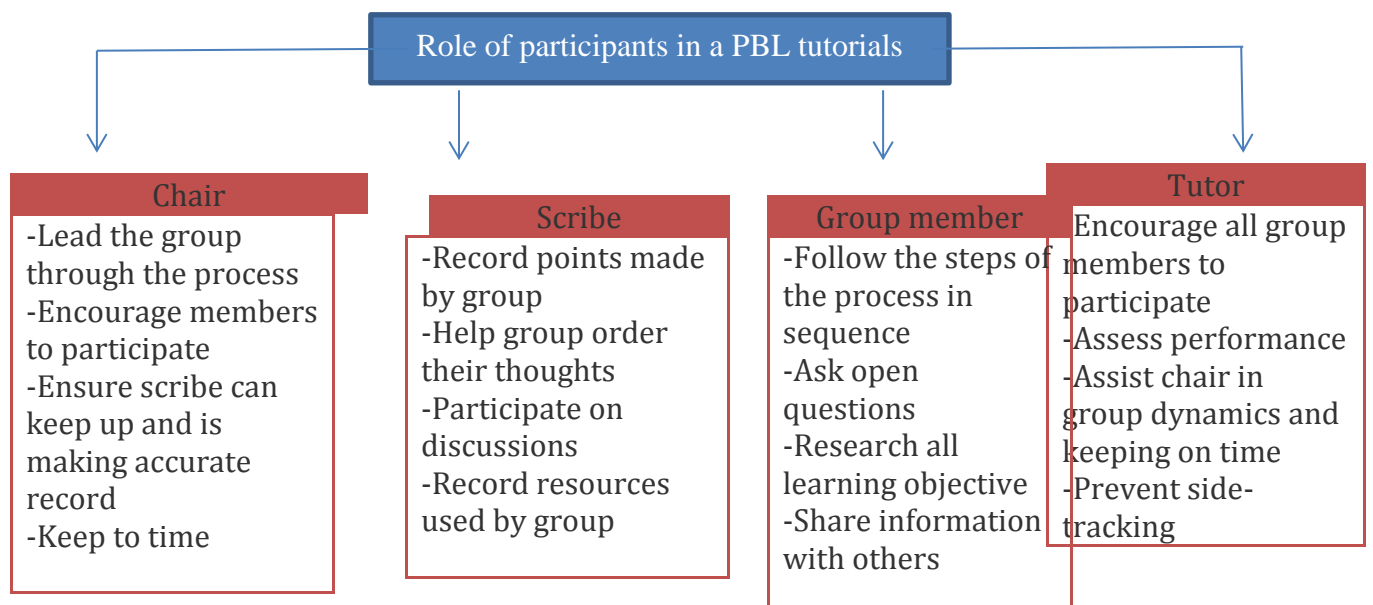 Role of participants in a PBL tutorials
Chair
-Lead the group
through the process
-Encourage members
to participate
-Ensure scribe can
keep up and is
making accurate
record
-Keep to time
Scribe
-Record points made
by group
-Help group order
their thoughts
-Participate on
discussions
-Record resources
used by group
Group member
-Follow the steps of
the process in
sequence
-Ask open
questions
-Research all
learning objective
-Share information
with others
Tutor
-Encourage all group
members to
participate
-Assess performance
-Assist chair in
group dynamics and
keeping on time
-Prevent side-
tracking